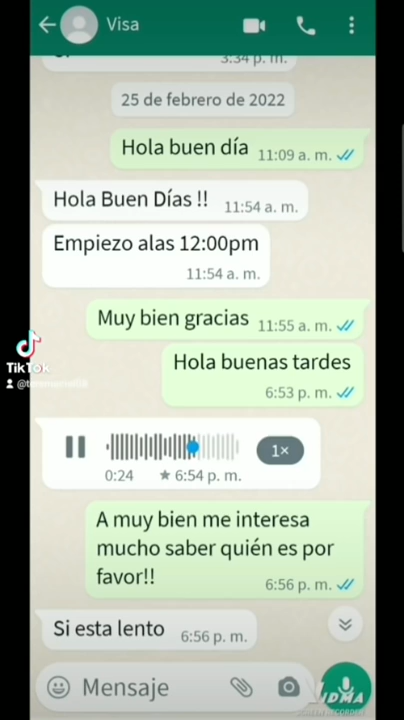 Visa
3:34 p. m.
25 de febrero de 2022
Hola buen día 11:09 a. m.
Hola Buen Días !! 11:54 a. m.
Empiezo alas 12:00pm
11:54 a. m.
Muy bien gracias 11:55 a. m.
Hola buenas tardes
6:53 p. m.
1×
0:24 ★ 6:54 p. m.
TikTok
A muy bien me interesa
mucho saber quién es por
favor!! 6:56 p. m.
Si esta lento 6:56 p. m.
Mensaje
VIDMA
SCREEN RECORDER